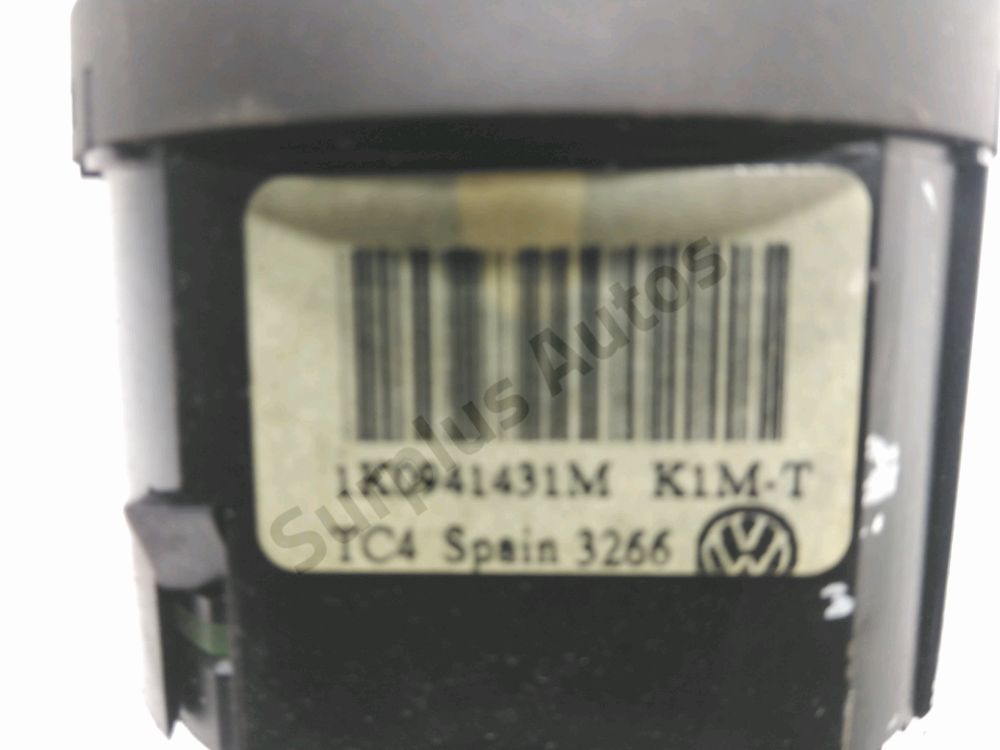 1K0941431M K1M-T
TC4 Spain 3266
Surplus Autos